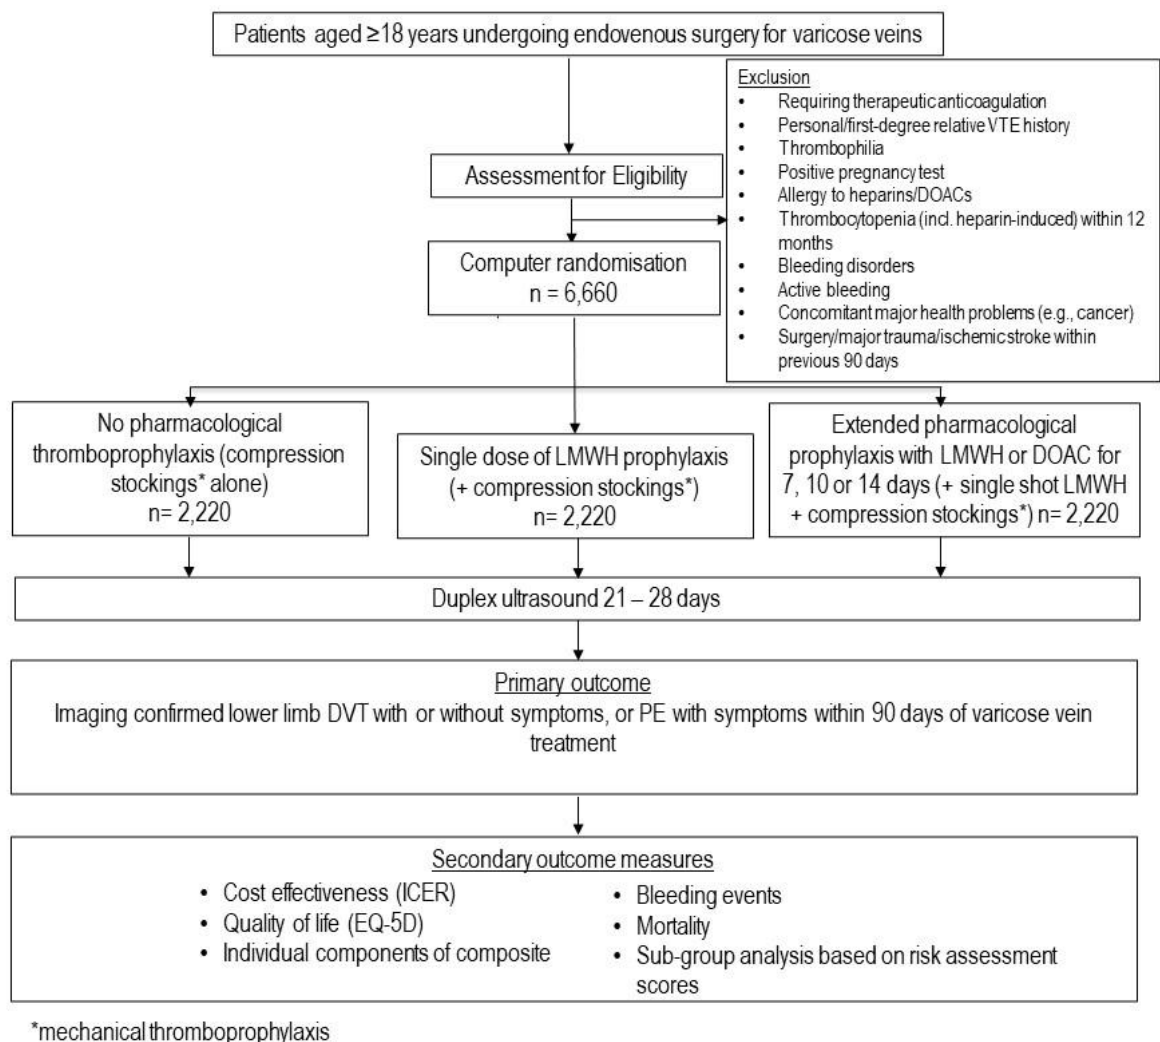 Patients aged ≥18 years undergoing endovenous surgery for varicose veins
Exclusion
• Requiring therapeutic anticoagulation
• Personal/first-degree relative VTE history
• Thrombophilia
• Positive pregnancy test
• Allergy to heparins/DOACs
• Thrombocytopenia (incl. heparin-induced) within 12
months
• Bleeding disorders
• Active bleeding
• Concomitant major health problems (e.g., cancer)
• Surgery/major trauma/ischemic stroke within
previous 90 days
Assessment for Eligibility
Computer randomisation
n = 6,660
No pharmacological
thromboprophylaxis (compression
stockings* alone)
n= 2,220
Single dose of LMWH prophylaxis
(+ compression stockings*)
n= 2,220
Extended pharmacological
prophylaxis with LMWH or DOAC for
7, 10 or 14 days (+ single shot LMWH
+ compression stockings*) n= 2,220
Duplex ultrasound 21 – 28 days
Primary outcome
Imaging confirmed lower limb DVT with or without symptoms, or PE with symptoms within 90 days of varicose vein
treatment
Secondary outcome measures
• Cost effectiveness (ICER)
• Quality of life (EQ-5D)
• Individual components of composite
• Bleeding events
• Mortality
• Sub-group analysis based on risk assessment
scores
*mechanical thromboprophylaxis